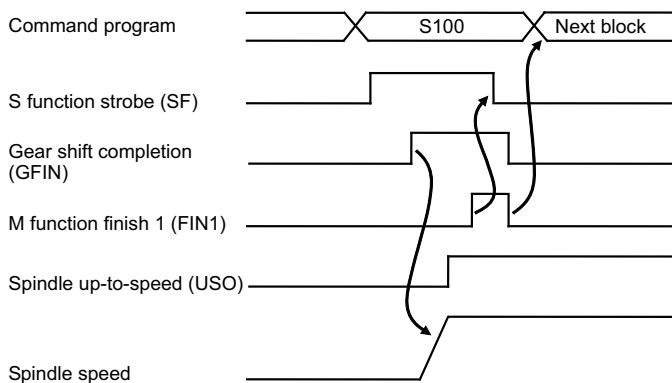 Command program
S100
Next block
S function strobe (SF)
Gear shift completion
(GFIN)
M function finish 1 (FIN1)
Spindle up-to-speed (USO)
Spindle speed